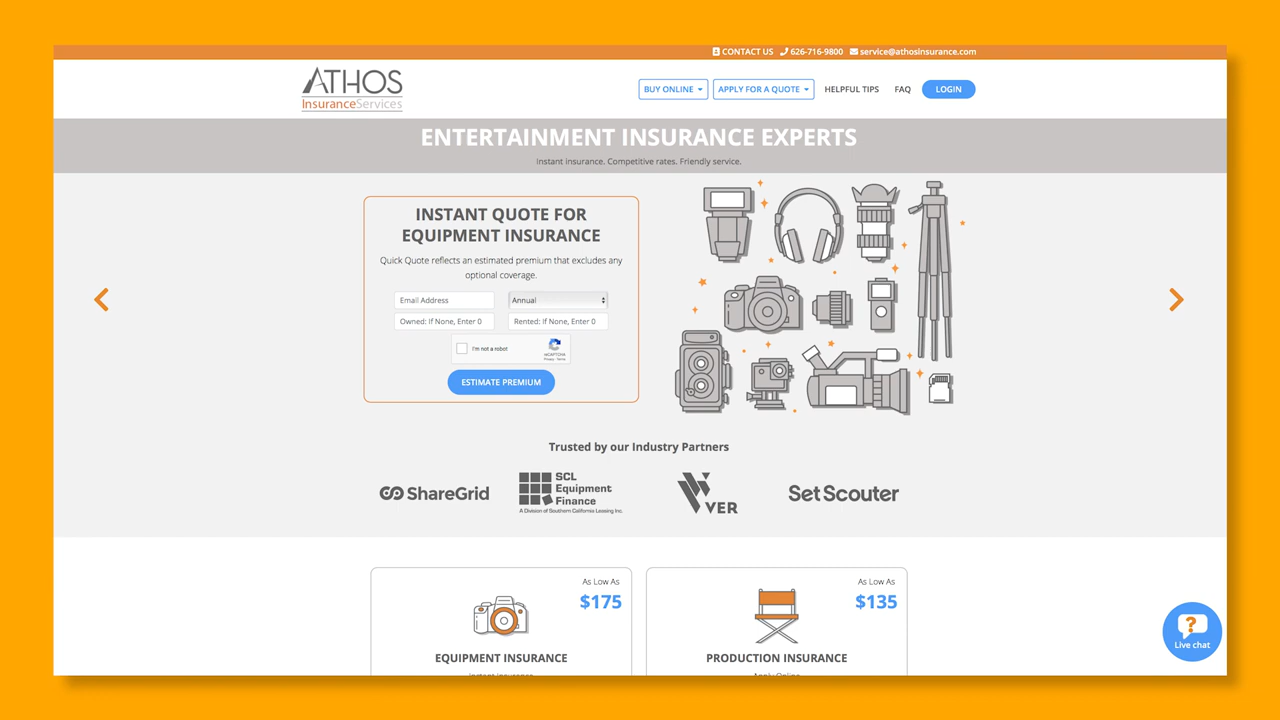 CONTACT US 626-716-9800 service@athosinsurance.com
ATHOS
InsuranceServices
BUY ONLINE APPLY FOR A QUOTE HELPFUL TIPS FAQ LOGIN
ENTERTAINMENT INSURANCE EXPERTS
Instant insurance. Competitive rates. Friendly service.
INSTANT QUOTE FOR
EQUIPMENT INSURANCE
Quick Quote reflects an estimated premium that excludes any
optional coverage.
Email Address Annual
Owned: If None, Enter 0 Rented: If None, Enter 0
I'm not a robot
reCAPTCHA
Privacy - Terms
ESTIMATE PREMIUM
Trusted by our Industry Partners
ShareGrid
SCL
Equipment
Finance
A Division of Southern California Leasing Inc.
VER
SetScouter
As Low As
$175
EQUIPMENT INSURANCE
As Low As
$135
PRODUCTION INSURANCE
?
Live chat